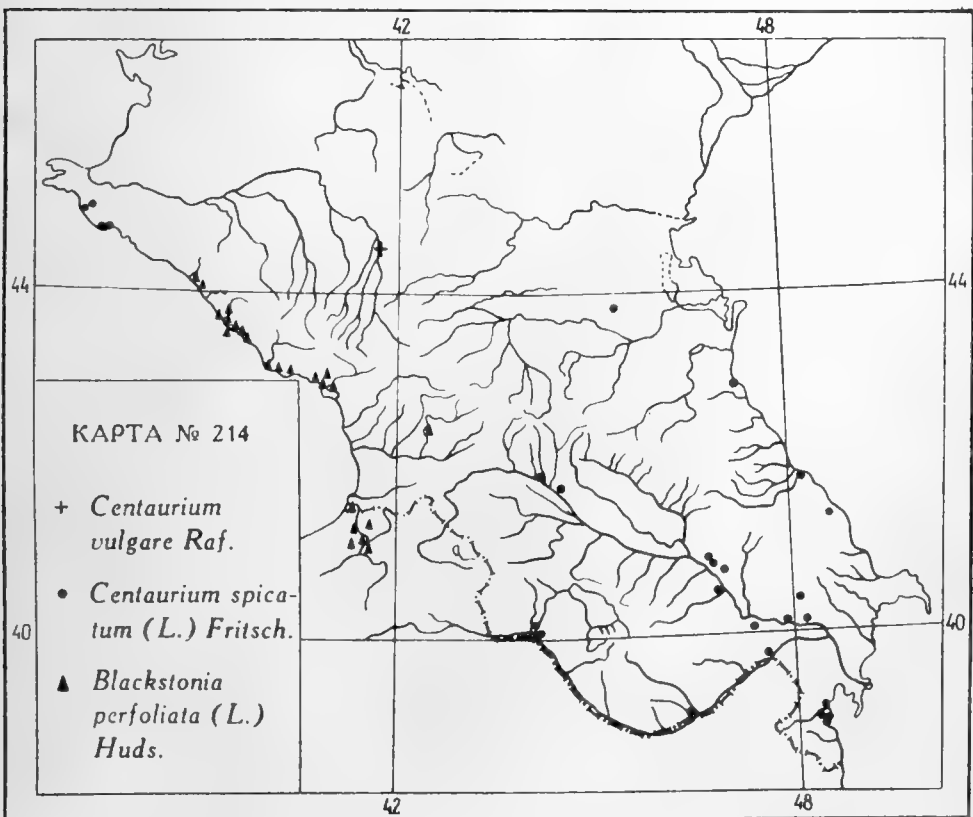 42 48
44 44
КАРТА № 214
+ Centaurium
vulgare Raf.
• Centaurium spica-
tum (L.) Fritsch.
▲ Blackstonia
perfoliata (L.)
Huds.
40 40
42 48